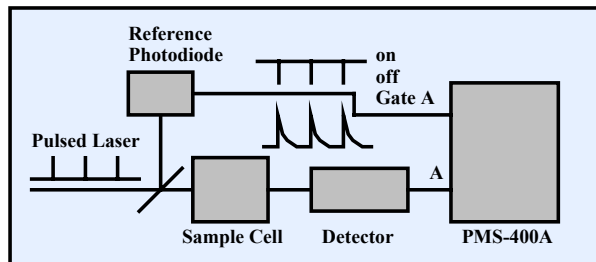 Reference
Photodiode
on
off
Gate A
Pulsed Laser
A
Sample Cell
Detector
PMS-400A